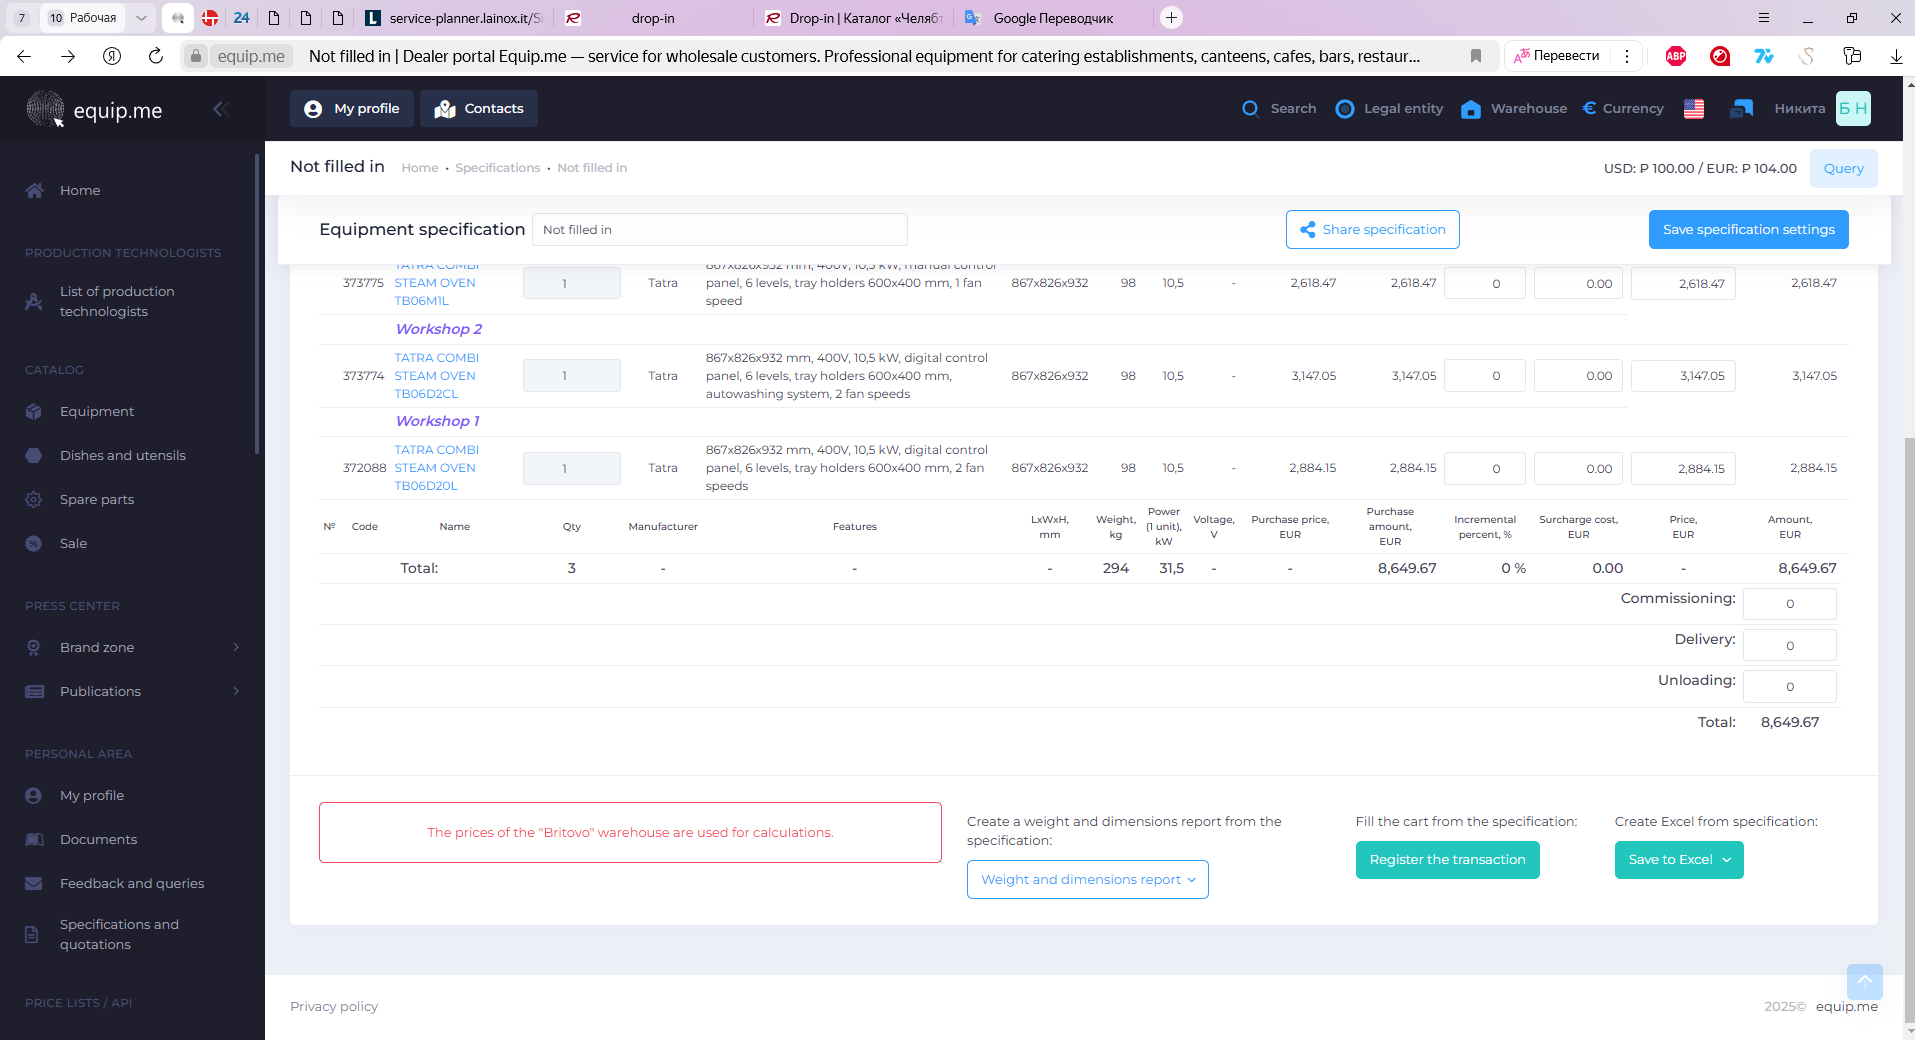 7
10 Рабочая
24
service-planner.lainox.it/Si
drop-in
Drop-in | Каталог «Челябт
Google Переводчик
equip.me
Not filled in | Dealer portal Equip.me — service for wholesale customers. Professional equipment for catering establishments, canteens, cafes, bars, restaur...
Перевести
ABP
equip.me
My profile
Contacts
Search
Legal entity
Warehouse
€ Currency
Никита
Б Н
Not filled in
Home • Specifications • Not filled in
USD: P 100.00 / EUR: P 104.00
Query
Equipment specification
Not filled in
Share specification
Save specification settings
Home
PRODUCTION TECHNOLOGISTS
List of production
technologists
CATALOG
Equipment
Dishes and utensils
Spare parts
Sale
PRESS CENTER
Brand zone
Publications
PERSONAL AREA
My profile
Documents
Feedback and queries
Specifications and
quotations
PRICE LISTS / API
373775
TATRA COMBI
STEAM OVEN
TB06M1L
1
Tatra
867x826x932 mm, 400V, 10,5 kW, manual control
panel, 6 levels, tray holders 600x400 mm, 1 fan
speed
867x826x932 98 10,5 - 2,618.47 2,618.47 0 0.00 2,618.47 2,618.47
Workshop 2
373774
TATRA COMBI
STEAM OVEN
TB06D2CL
1
Tatra
867x826x932 mm, 400V, 10,5 kW, digital control
panel, 6 levels, tray holders 600x400 mm,
autowashing system, 2 fan speeds
867x826x932 98 10,5 - 3,147.05 3,147.05 0 0.00 3,147.05 3,147.05
Workshop 1
372088
TATRA COMBI
STEAM OVEN
TB06D20L
1
Tatra
867x826x932 mm, 400V, 10,5 kW, digital control
panel, 6 levels, tray holders 600x400 mm, 2 fan
speeds
867x826x932 98 10,5 - 2,884.15 2,884.15 0 0.00 2,884.15 2,884.15
№ Code Name Qty Manufacturer Features
LxWxH,
mm
Weight,
kg
Power
(1 unit),
kW
Voltage,
V
Purchase price,
EUR
Purchase
amount,
EUR
Incremental
percent, %
Surcharge cost,
EUR
Price,
EUR
Amount,
EUR
Total: 3 - - - 294 31,5 - - 8,649.67 0 % 0.00 - 8,649.67
Commissioning: 0
Delivery: 0
Unloading: 0
Total: 8,649.67
The prices of the "Britovo" warehouse are used for calculations.
Create a weight and dimensions report from the
specification:
Weight and dimensions report
Fill the cart from the specification:
Register the transaction
Create Excel from specification:
Save to Excel
Privacy policy
2025© equip.me